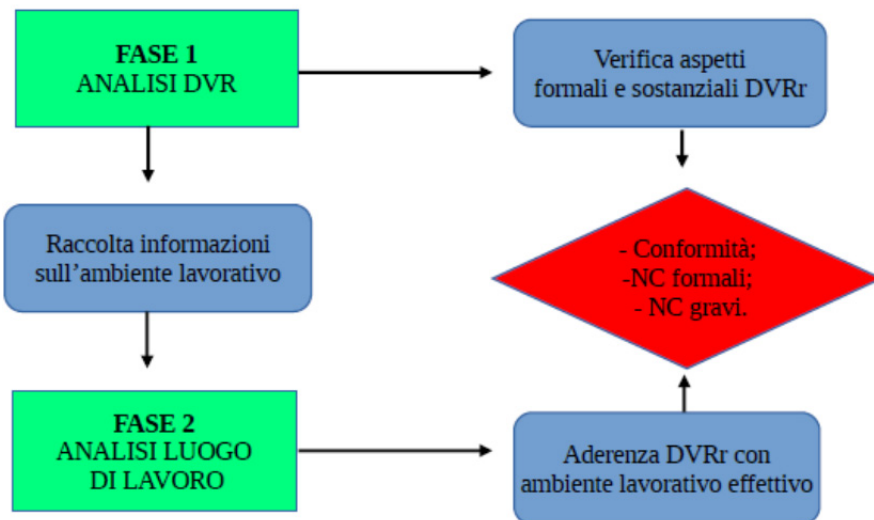 FASE 1
ANALISI DVR
Verifica aspetti
formali e sostanziali DVRr
Raccolta informazioni
sull’ambiente lavorativo
- Conformità;
-NC formali;
- NC gravi.
FASE 2
ANALISI LUOGO
DI LAVORO
Aderenza DVRr con
ambiente lavorativo effettivo